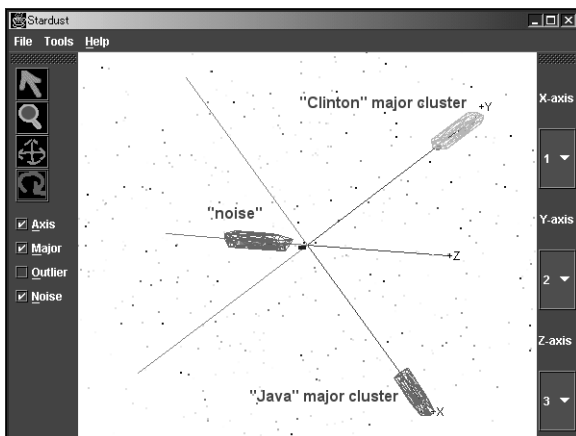 Stardust
File Tools Help
"Clinton" major cluster
+Y
X-axis
1
"noise"
Axis
Major
Outlier
Noise
Y-axis
+Z
2
Z-axis
"Java" major cluster
+X
3